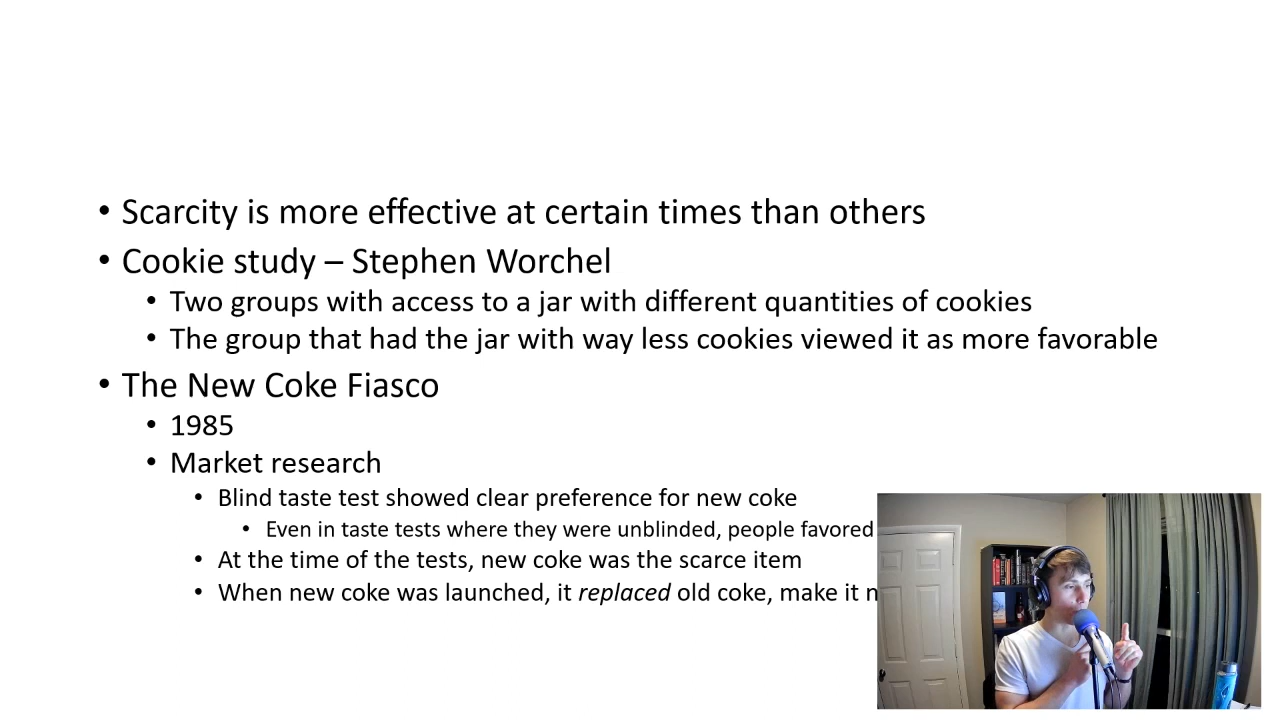 • Scarcity is more effective at certain times than others
• Cookie study – Stephen Worchel
• Two groups with access to a jar with different quantities of cookies
• The group that had the jar with way less cookies viewed it as more favorable
• The New Coke Fiasco
• 1985
• Market research
• Blind taste test showed clear preference for new coke
• Even in taste tests where they were unblinded, people favored
• At the time of the tests, new coke was the scarce item
• When new coke was launched, it replaced old coke, make it